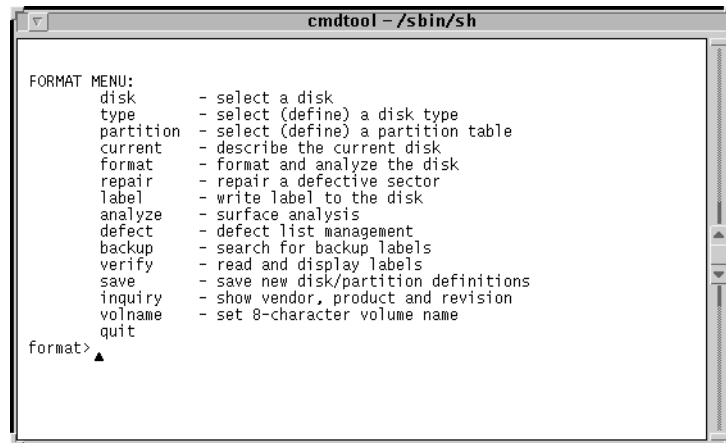 cmdtool – /sbin/sh
FORMAT MENU:
disk - select a disk
type - select (define) a disk type
partition - select (define) a partition table
current - describe the current disk
format - format and analyze the disk
repair - repair a defective sector
label - write label to the disk
analyze - surface analysis
defect - defect list management
backup - search for backup labels
verify - read and display labels
save - save new disk/partition definitions
inquiry - show vendor, product and revision
volname - set 8-character volume name
quit
format>